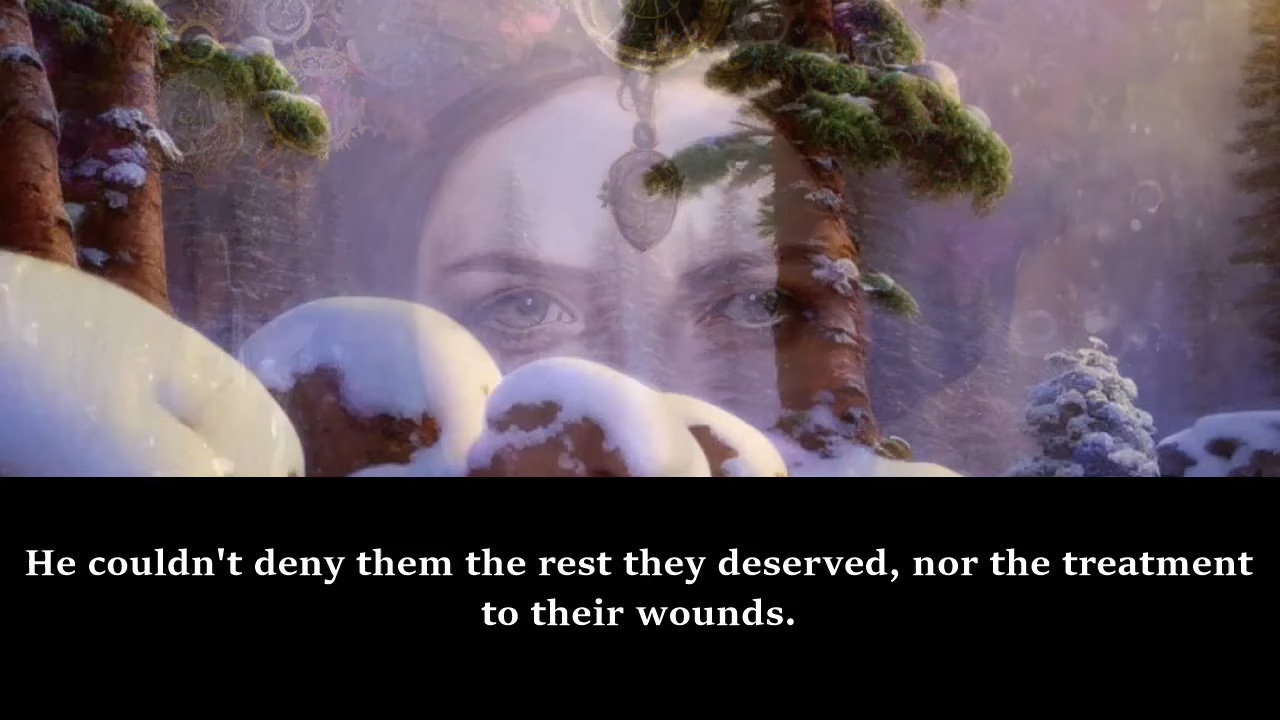 He couldn't deny them the rest they deserved, nor the treatment
to their wounds.